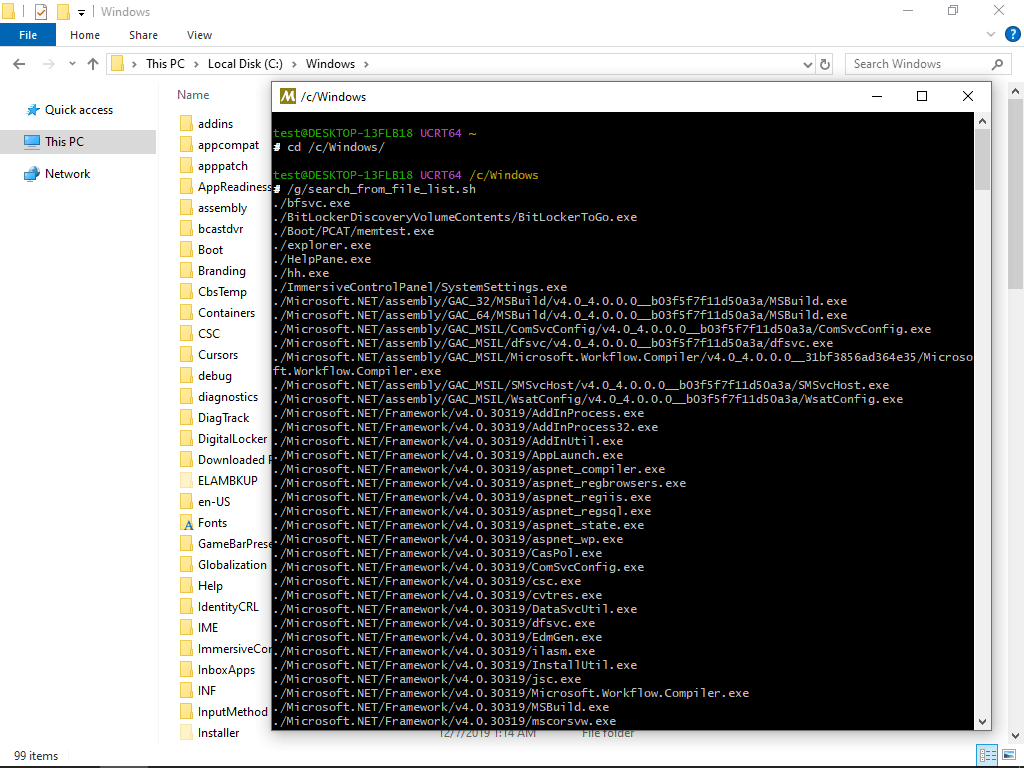 Windows
File Home Share View
This PC Local Disk (C:) Windows
Search Windows
Quick access
This PC
Network
Name
addins
appcompat
apppatch
AppReadiness
assembly
bcastdvr
Boot
Branding
CbsTemp
Containers
CSC
Cursors
debug
diagnostics
DiagTrack
DigitalLocker
Downloaded
ELAMBKUP
en-US
Fonts
GameBarPrese
Globalization
Help
IdentityCRL
IME
ImmersiveCon
InboxApps
INF
InputMethod
Installer
12/7/2019 1:14 AM File folder
99 items
/c/Windows
test@DESKTOP-13FLB18 UCRT64 ~
# cd /c/Windows/
test@DESKTOP-13FLB18 UCRT64 /c/Windows
# /g/search_from_file_list.sh
./bfsvc.exe
./BitLockerDiscoveryVolumeContents/BitLockerToGo.exe
./Boot/PCAT/memtest.exe
./explorer.exe
./HelpPane.exe
./hh.exe
./ImmersiveControlPanel/SystemSettings.exe
./Microsoft.NET/assembly/GAC_32/MSBuild/v4.0_4.0.0.0__b03f5f7f11d50a3a/MSBuild.exe
./Microsoft.NET/assembly/GAC_64/MSBuild/v4.0_4.0.0.0__b03f5f7f11d50a3a/MSBuild.exe
./Microsoft.NET/assembly/GAC_MSIL/ComSvcConfig/v4.0_4.0.0.0__b03f5f7f11d50a3a/ComSvcConfig.exe
./Microsoft.NET/assembly/GAC_MSIL/dfsvc/v4.0_4.0.0.0__b03f5f7f11d50a3a/dfsvc.exe
./Microsoft.NET/assembly/GAC_MSIL/Microsoft.Workflow.Compiler/v4.0_4.0.0.0__31bf3856ad364e35/Microso
ft.Workflow.Compiler.exe
./Microsoft.NET/assembly/GAC_MSIL/SMSvcHost/v4.0_4.0.0.0__b03f5f7f11d50a3a/SMSvcHost.exe
./Microsoft.NET/assembly/GAC_MSIL/WsatConfig/v4.0_4.0.0.0__b03f5f7f11d50a3a/WsatConfig.exe
./Microsoft.NET/Framework/v4.0.30319/AddInProcess.exe
./Microsoft.NET/Framework/v4.0.30319/AddInProcess32.exe
./Microsoft.NET/Framework/v4.0.30319/AddInUtil.exe
./Microsoft.NET/Framework/v4.0.30319/AppLaunch.exe
./Microsoft.NET/Framework/v4.0.30319/aspnet_compiler.exe
./Microsoft.NET/Framework/v4.0.30319/aspnet_regbrowsers.exe
./Microsoft.NET/Framework/v4.0.30319/aspnet_regiis.exe
./Microsoft.NET/Framework/v4.0.30319/aspnet_regsql.exe
./Microsoft.NET/Framework/v4.0.30319/aspnet_state.exe
./Microsoft.NET/Framework/v4.0.30319/aspnet_wp.exe
./Microsoft.NET/Framework/v4.0.30319/CasPol.exe
./Microsoft.NET/Framework/v4.0.30319/ComSvcConfig.exe
./Microsoft.NET/Framework/v4.0.30319/csc.exe
./Microsoft.NET/Framework/v4.0.30319/cvtres.exe
./Microsoft.NET/Framework/v4.0.30319/DataSvcUtil.exe
./Microsoft.NET/Framework/v4.0.30319/dfsvc.exe
./Microsoft.NET/Framework/v4.0.30319/EdmGen.exe
./Microsoft.NET/Framework/v4.0.30319/ilasm.exe
./Microsoft.NET/Framework/v4.0.30319/InstallUtil.exe
./Microsoft.NET/Framework/v4.0.30319/jsc.exe
./Microsoft.NET/Framework/v4.0.30319/Microsoft.Workflow.Compiler.exe
./Microsoft.NET/Framework/v4.0.30319/MSBuild.exe
./Microsoft.NET/Framework/v4.0.30319/mscorsvw.exe